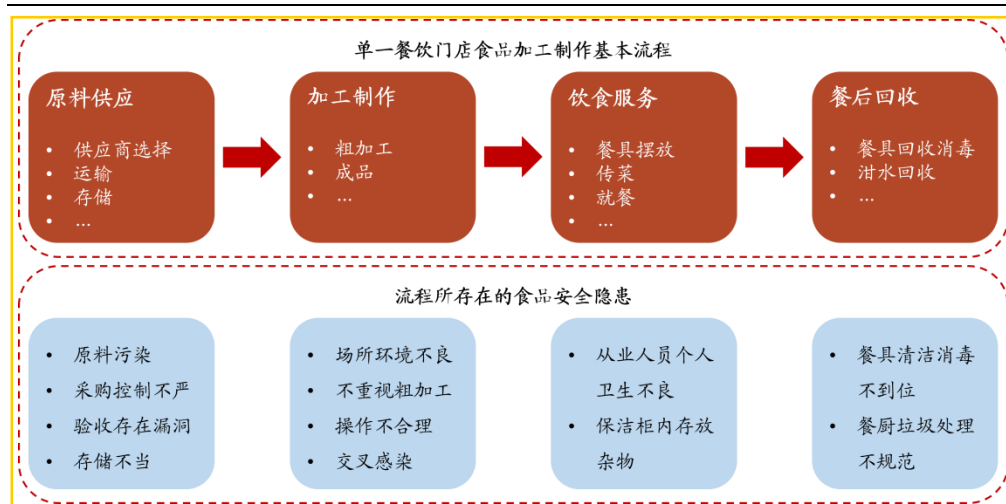 单一餐饮门店食品加工制作基本流程
原料供应
• 供应商选择
• 运输
• 存储
• …
加工制作
• 粗加工
• 成品
• …
饮食服务
• 餐具摆放
• 传菜
• 就餐
• …
餐后回收
• 餐具回收消毒
• 泔水回收
• …
流程所存在的食品安全隐患
• 原料污染
• 采购控制不严
• 验收存在漏洞
• 存储不当
• 场所环境不良
• 不重视粗加工
• 操作不合理
• 交叉感染
• 从业人员个人
卫生不良
• 保洁柜内存放
杂物
• 餐具清洁消毒
不到位
• 餐厨垃圾处理
不规范